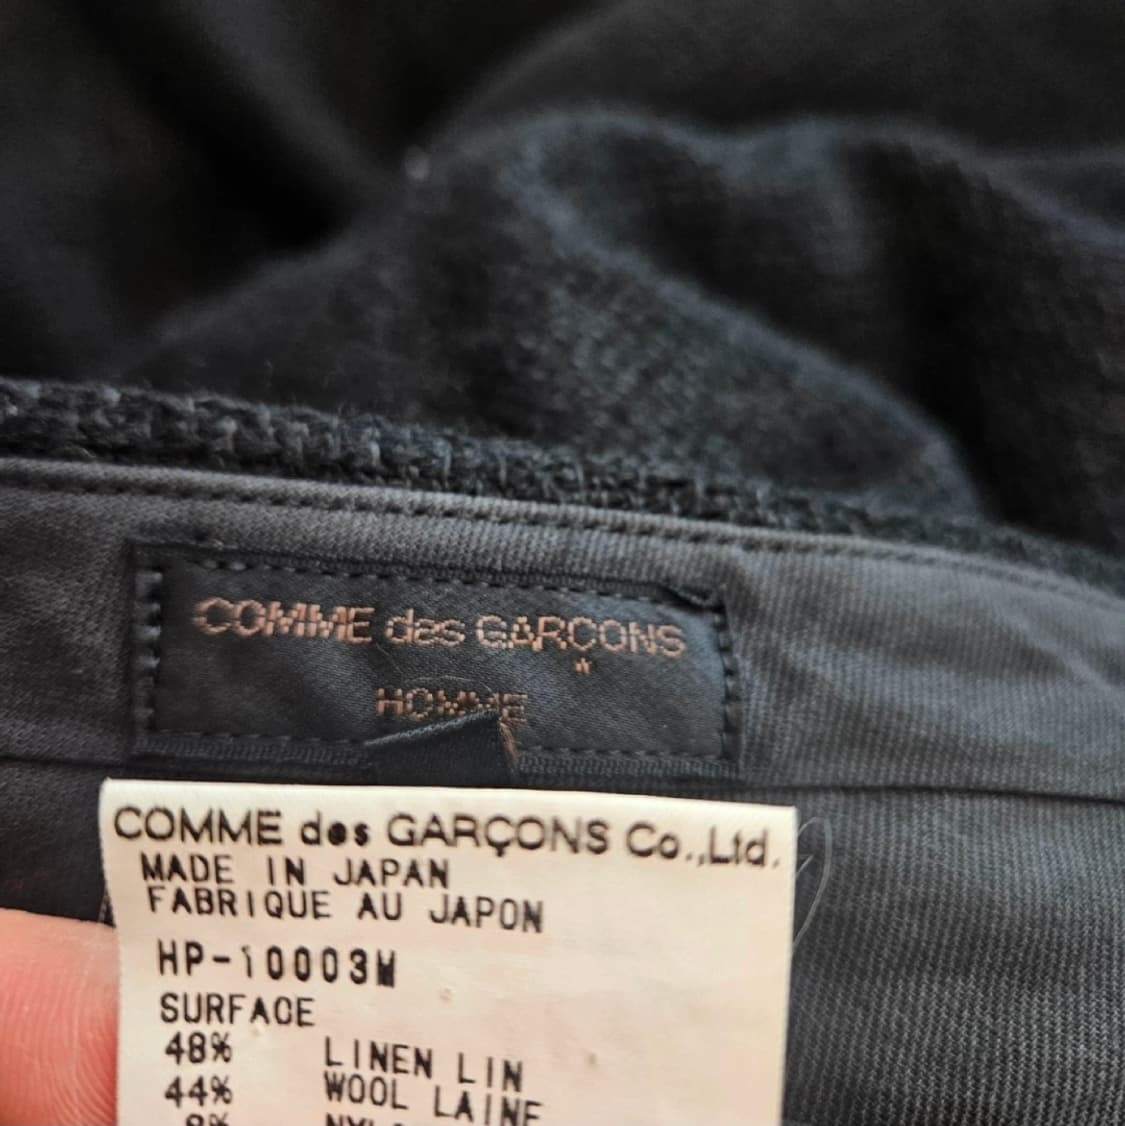 COMME des GARÇONS
HOMME
COMME des GARÇONS Co.,Ltd.
MADE IN JAPAN
FABRIQUE AU JAPON
HP-10003M
SURFACE
48% LINEN LIN
44% WOOL LAINE
8%